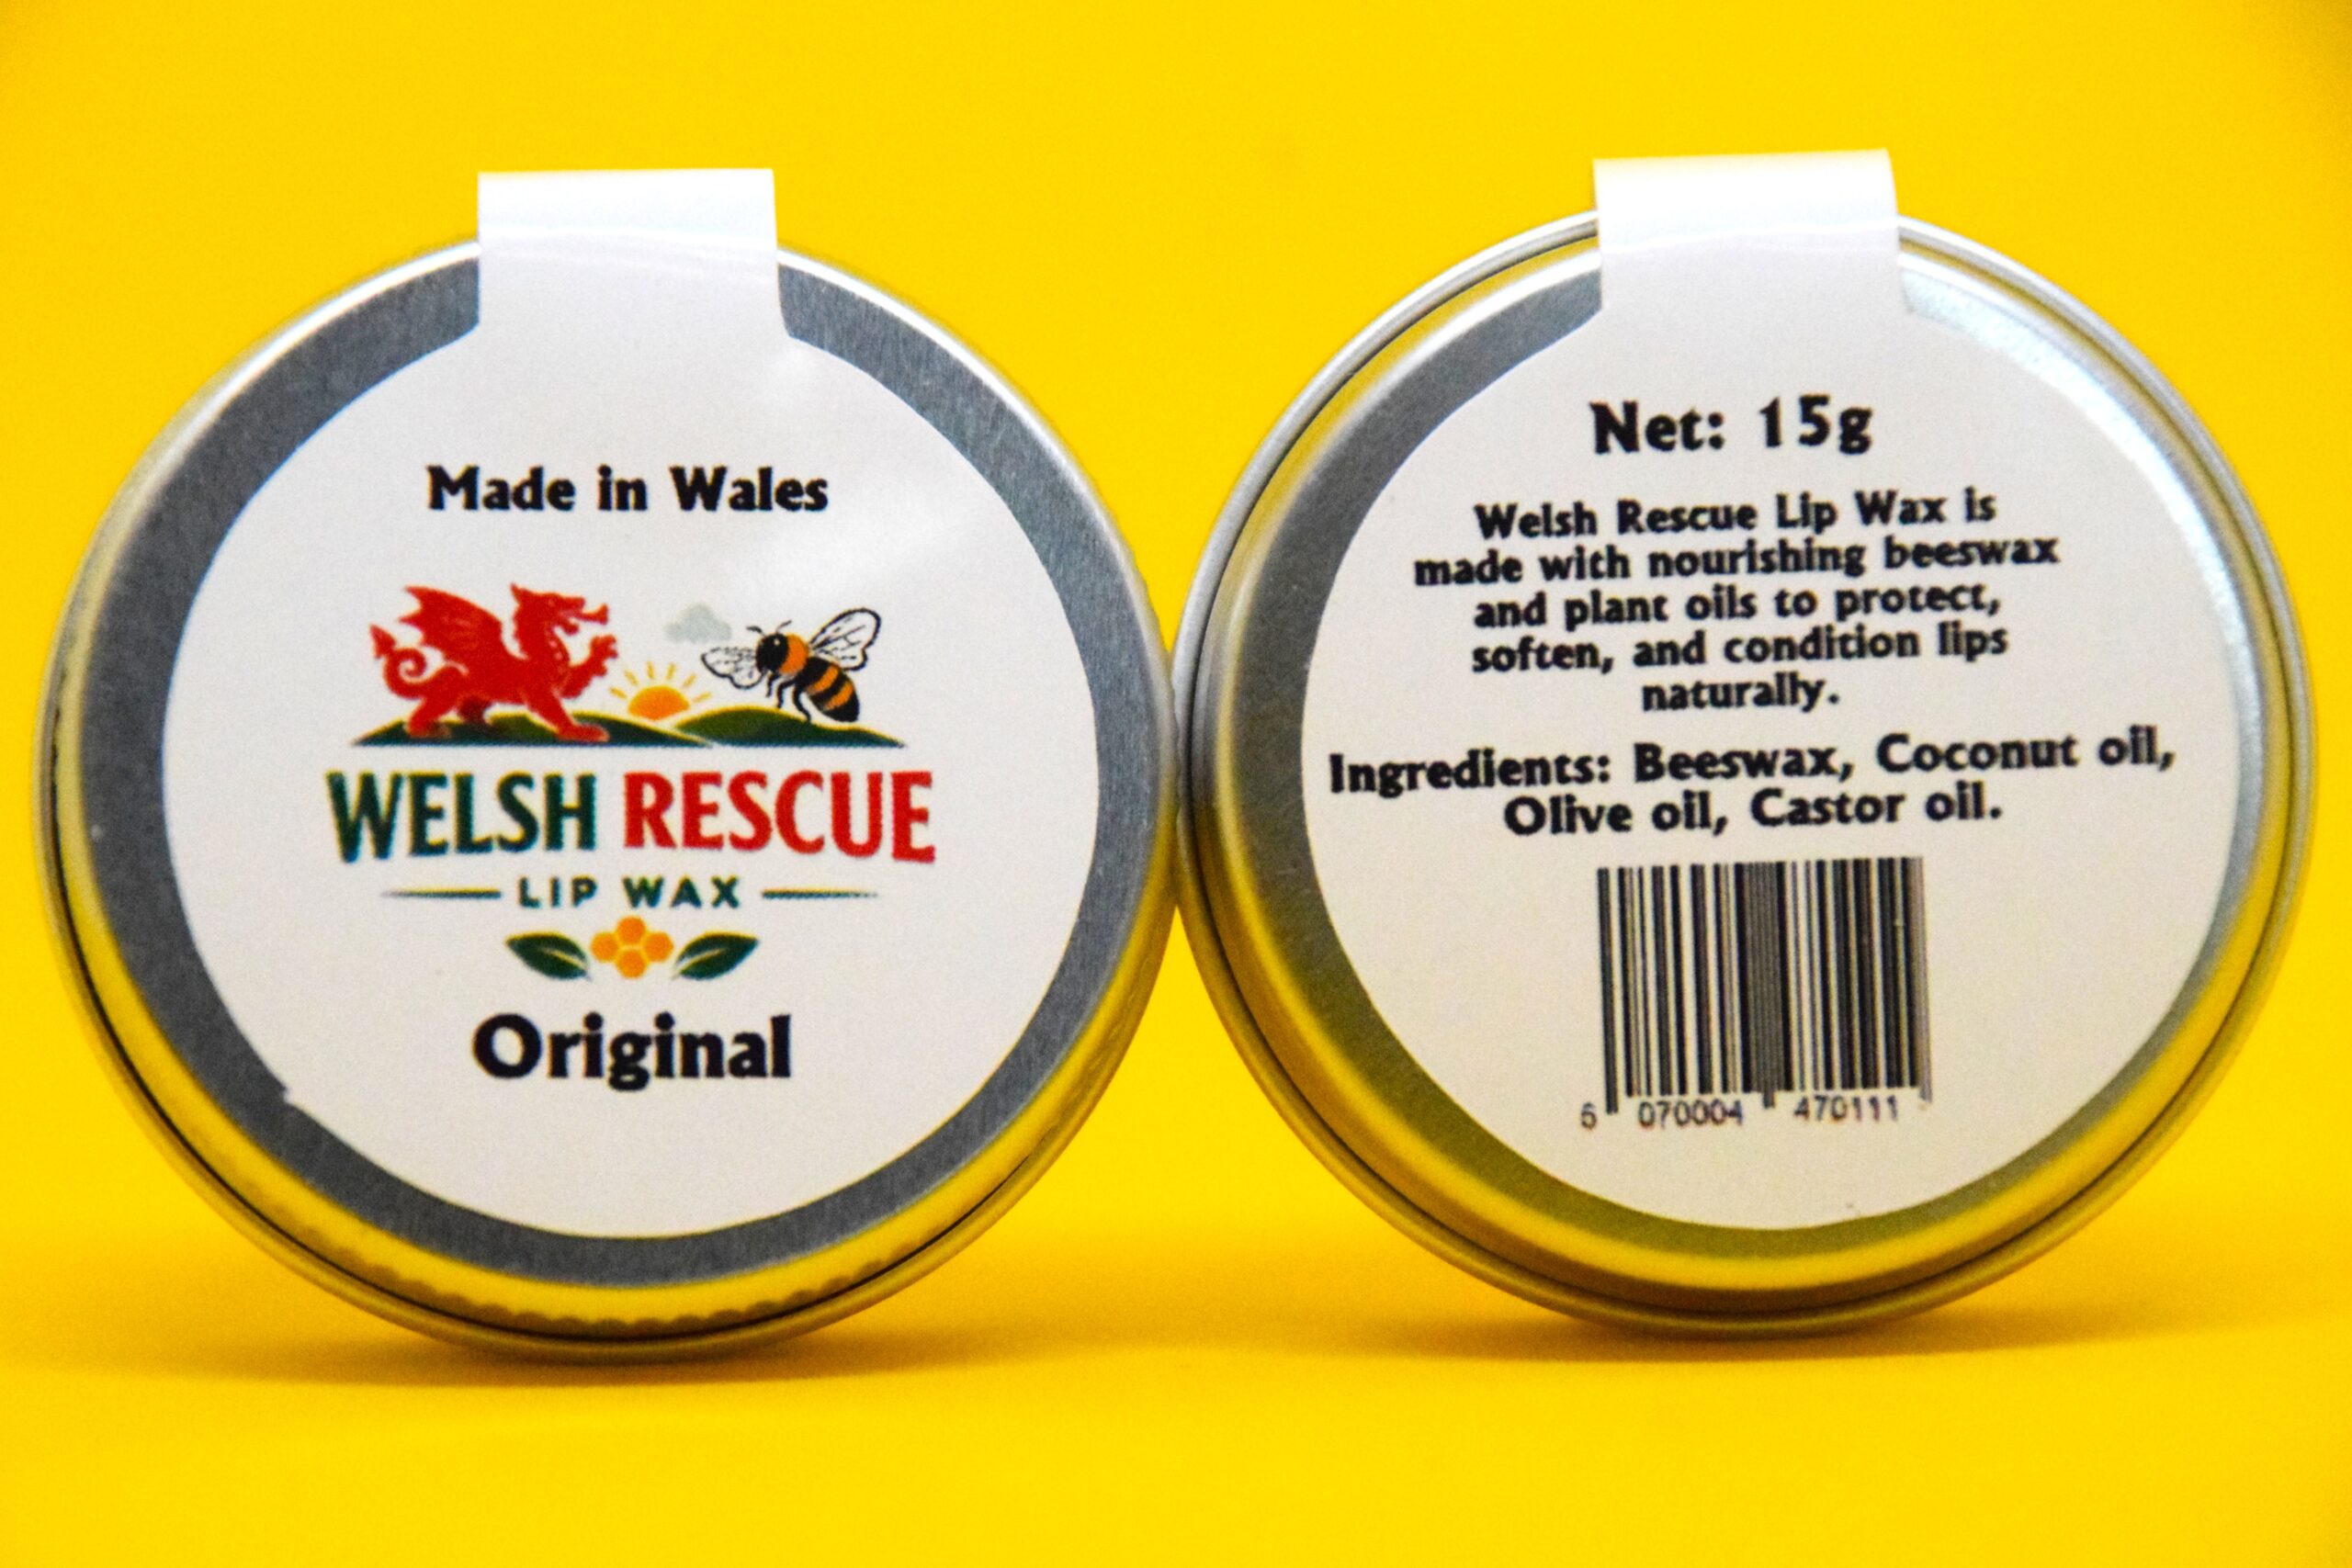 Made in Wales
WELSH RESCUE
LIP WAX
Original
Net: 15g
Welsh Rescue Lip Wax is
made with nourishing beeswax
and plant oils to protect,
soften, and condition lips
naturally.
Ingredients: Beeswax, Coconut oil,
Olive oil, Castor oil.
5 070004 470111